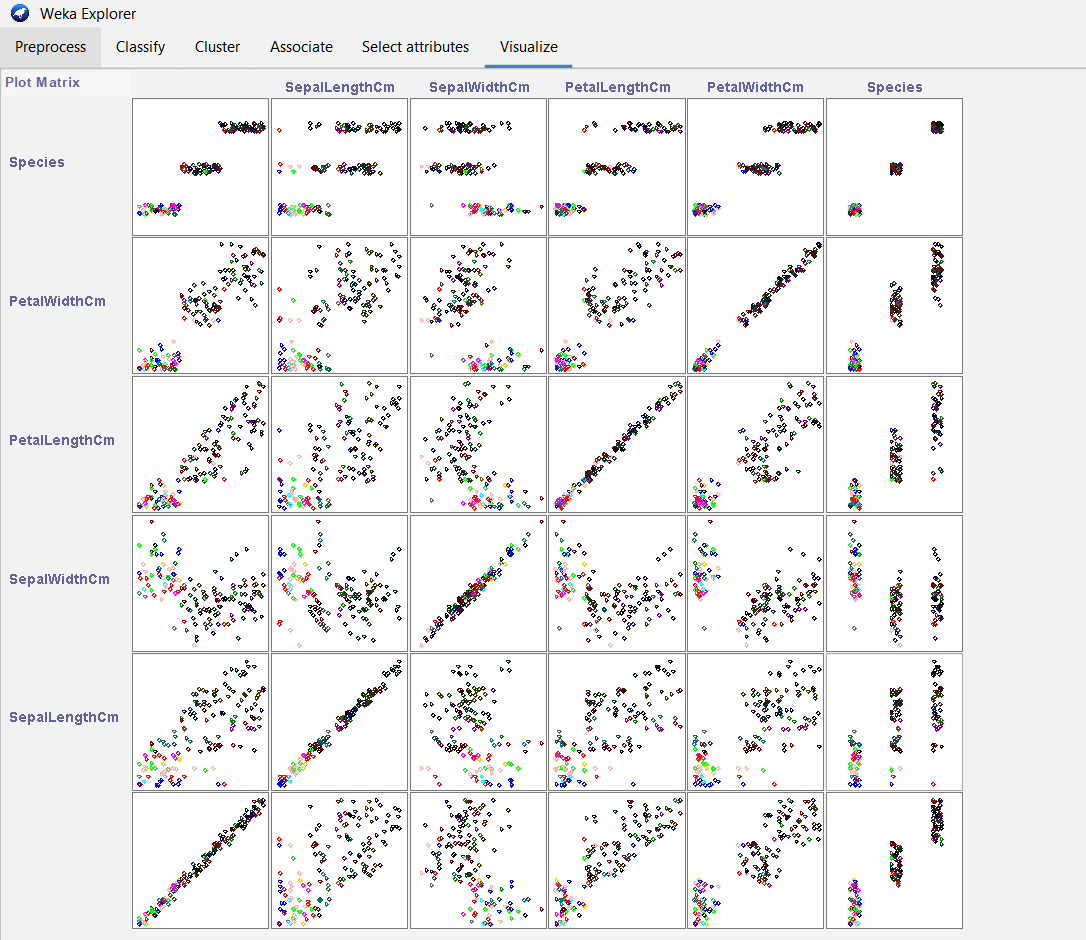 Weka Explorer
Preprocess Classify Cluster Associate Select attributes Visualize
Plot Matrix
SepalLengthCm SepalWidthCm PetalLengthCm PetalWidthCm Species
Species
PetalWidthCm
PetalLengthCm
SepalWidthCm
SepalLengthCm